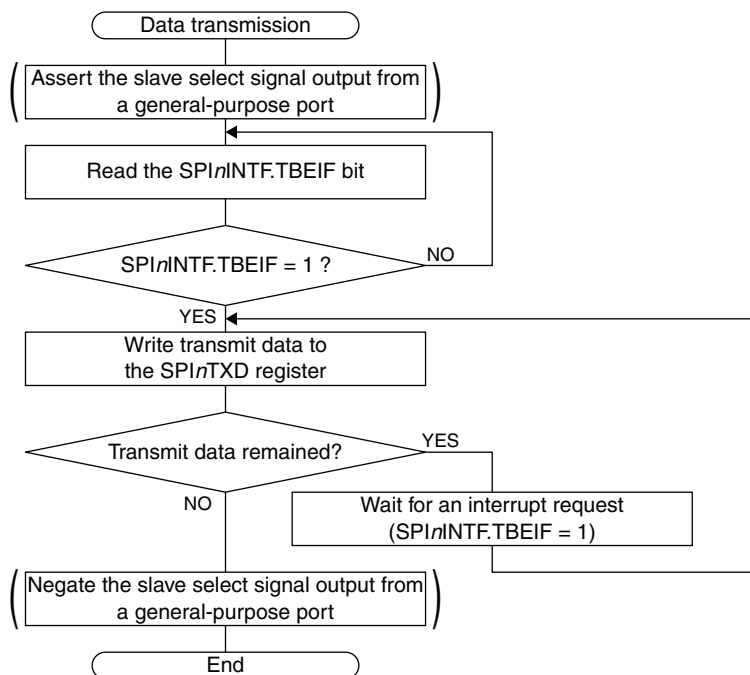 Data transmission
( Assert the slave select signal output from
a general-purpose port )
Read the SPInINTF.TBEIF bit
SPInINTF.TBEIF = 1 ?
NO
YES
Write transmit data to
the SPInTXD register
Transmit data remained?
YES
NO
Wait for an interrupt request
(SPInINTF.TBEIF = 1)
( Negate the slave select signal output from
a general-purpose port )
End